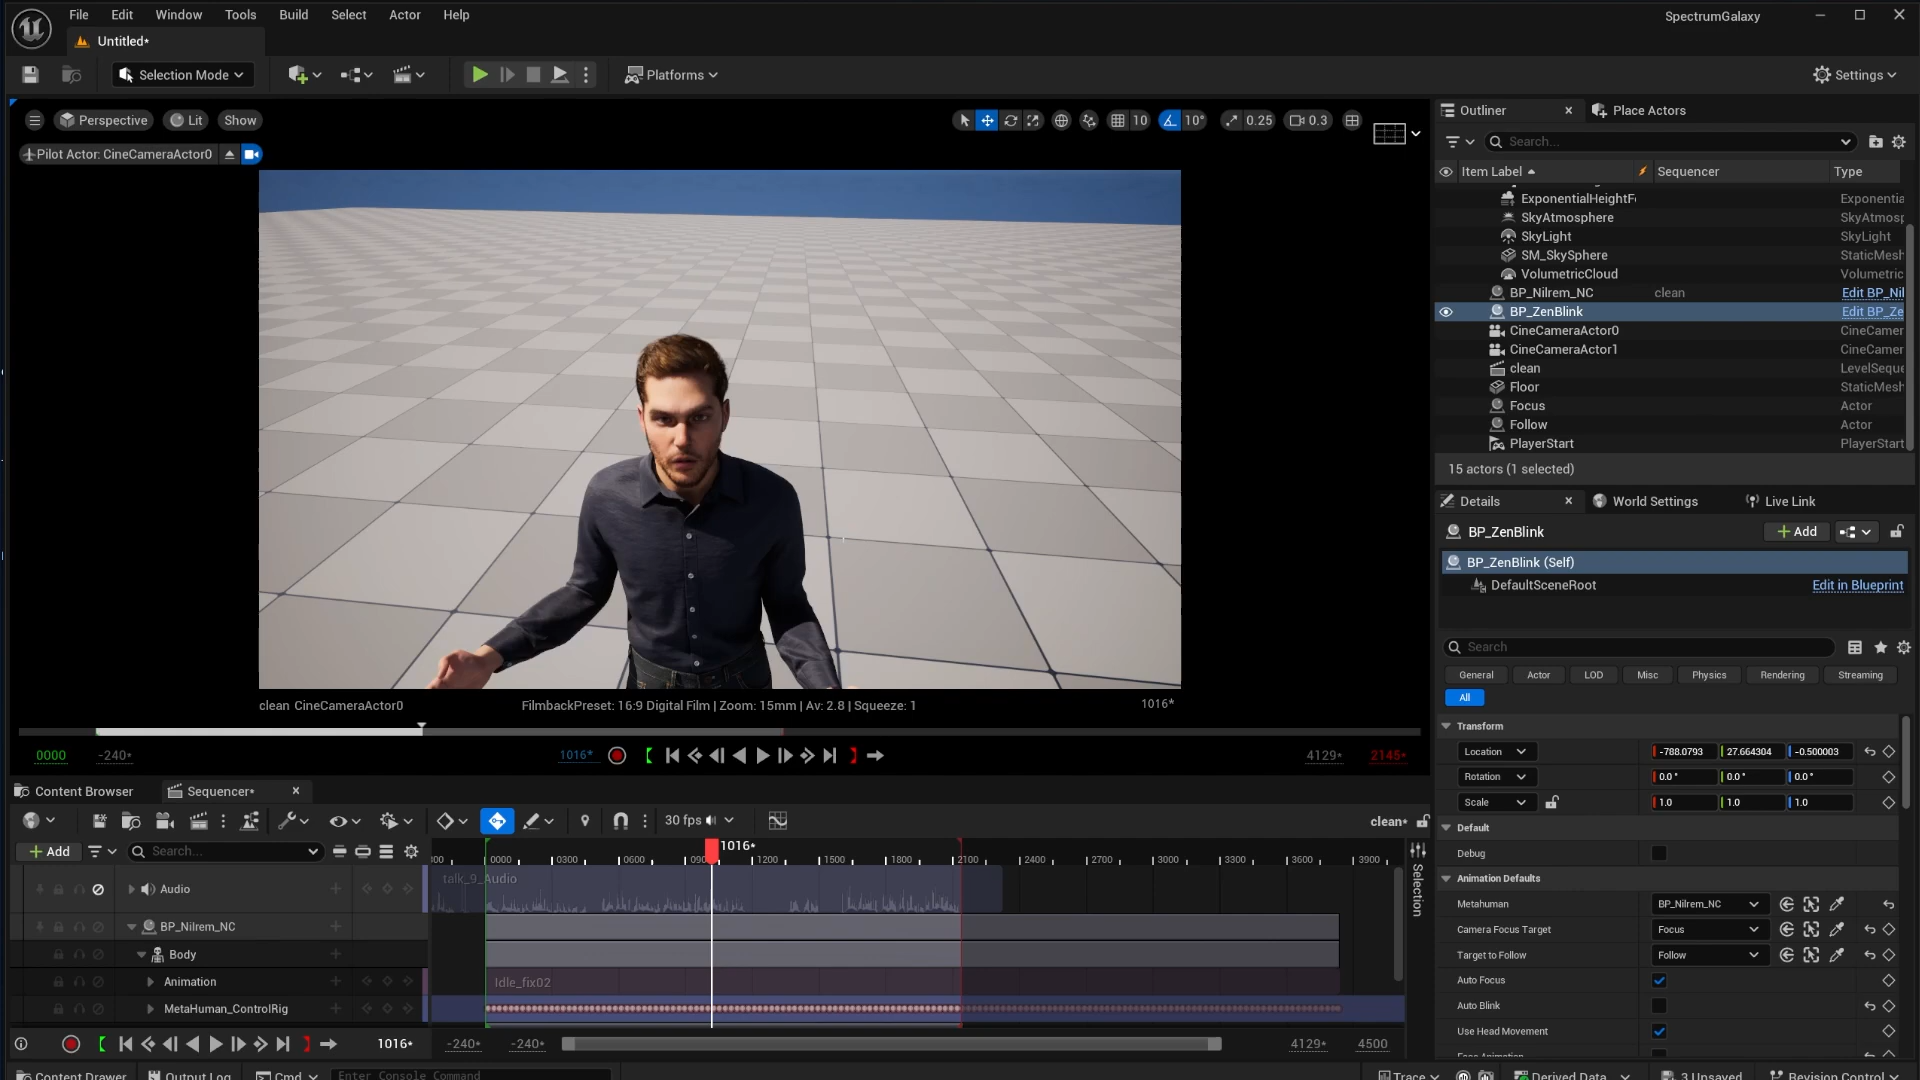 File Edit Window Tools Build Select Actor Help
SpectrumGalaxy
Untitled*
Selection Mode
Platforms
Settings
Perspective Lit Show
10 10° 0.25 0.3
Pilot Actor: CineCameraActor0
clean CineCameraActor0
FilmbackPreset: 16:9 Digital Film | Zoom: 15mm | Av: 2.8 | Squeeze: 1
1016*
0000 -240* 1016* 4129* 2145*
Outliner Place Actors
Search...
Item Label Sequencer Type
ExponentialHeightF Exponentia
SkyAtmosphere SkyAtmosp
SkyLight SkyLight
SM_SkySphere StaticMesh
VolumetricCloud Volumetric
BP_Nilrem_NC clean Edit BP_Nil
BP_ZenBlink Edit BP_Ze
CineCameraActor0 CineCamer
CineCameraActor1 CineCamer
clean LevelSeque
Floor StaticMesh
Focus Actor
Follow Actor
PlayerStart PlayerStart
15 actors (1 selected)
Details World Settings Live Link
BP_ZenBlink
Add
BP_ZenBlink (Self)
DefaultSceneRoot Edit in Blueprint
Search
General Actor LOD Misc Physics Rendering Streaming
All
Transform
Location -788.0793 27.664304 -0.500003
Rotation 0.0° 0.0° 0.0°
Scale 1.0 1.0 1.0
Default
Debug
Animation Defaults
Metahuman BP_Nilrem_NC
Camera Focus Target Focus
Target to Follow Follow
Auto Focus
Auto Blink
Use Head Movement
Face Animation
Content Browser Sequencer*
30 fps
clean*
Add Search...
1016*
0000 0300 0600 1200 1500 1800 2100 2400 2700 3000 3300 3600 3900
Selection
Audio
talk_9_Audio
BP_Nilrem_NC
Body
Animation
Idle_fix02
MetaHuman_ControlRig
1016* -240* -240* 4129* 4500
Content Drawer Output Log Cmd Enter Console Command Trace Derived Data 3 Unsaved Revision Control